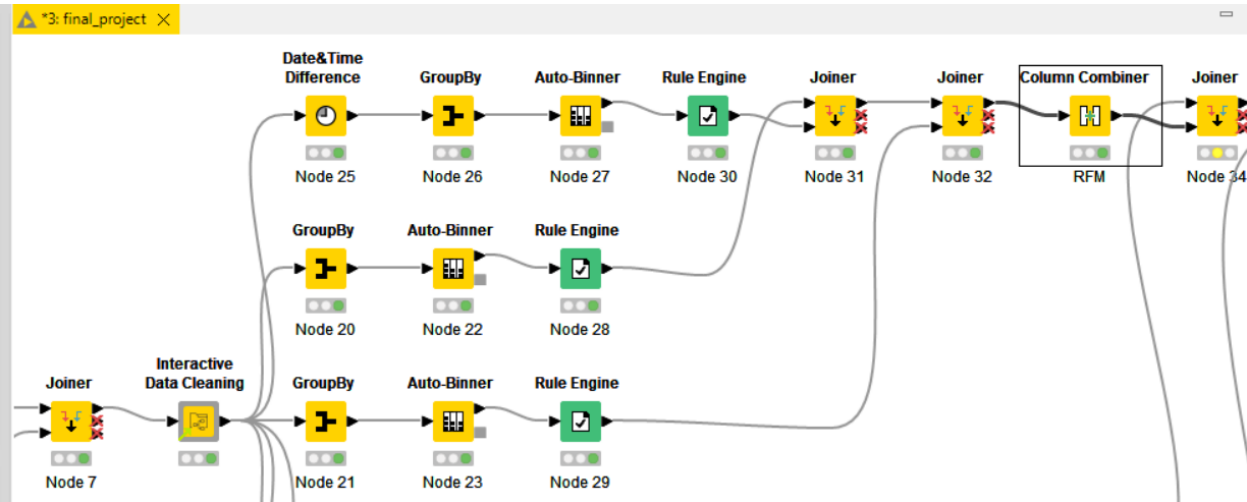 *3: final_project
Date&Time
Difference
GroupBy
Auto-Binner
Rule Engine
Joiner
Joiner
Column Combiner
Joiner
Node 25
Node 26
Node 27
Node 30
Node 31
Node 32
RFM
Node 34
GroupBy
Auto-Binner
Rule Engine
Node 20
Node 22
Node 28
Joiner
Interactive
Data Cleaning
GroupBy
Auto-Binner
Rule Engine
Node 7
Node 21
Node 23
Node 29